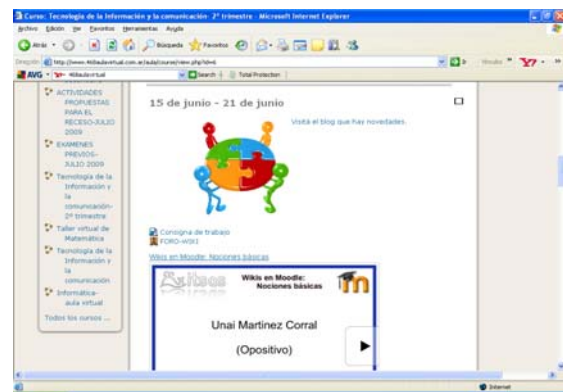 Curso: Tecnología de la Información y la comunicación- 2º trimestre - Microsoft Internet Explorer
Archivo Edición Ver Favoritos Herramientas Ayuda
Atrás Búsqueda Favoritos
Dirección
AVG Search Total Protection
15 de junio - 21 de junio
Visitá el blog que hay novedades
ACTIVIDADES
PROPUESTAS
PARA EL
RECESO-JULIO
2009
EXAMENES
PREVIOS-
JULIO 2009
Tecnología de la
Información y
la
comunicación-
2º trimestre
Taller virtual de
Matemática
Tecnología de la
Información y
la
comunicación
Informática-
aula virtual
Todos los cursos ...
Consigna de trabajo
FORO-WIKI
Wikis en Moodle: Nociones básicas
Wikis en Moodle:
Nociones básicas
Unai Martinez Corral
(Opositivo)
Internet